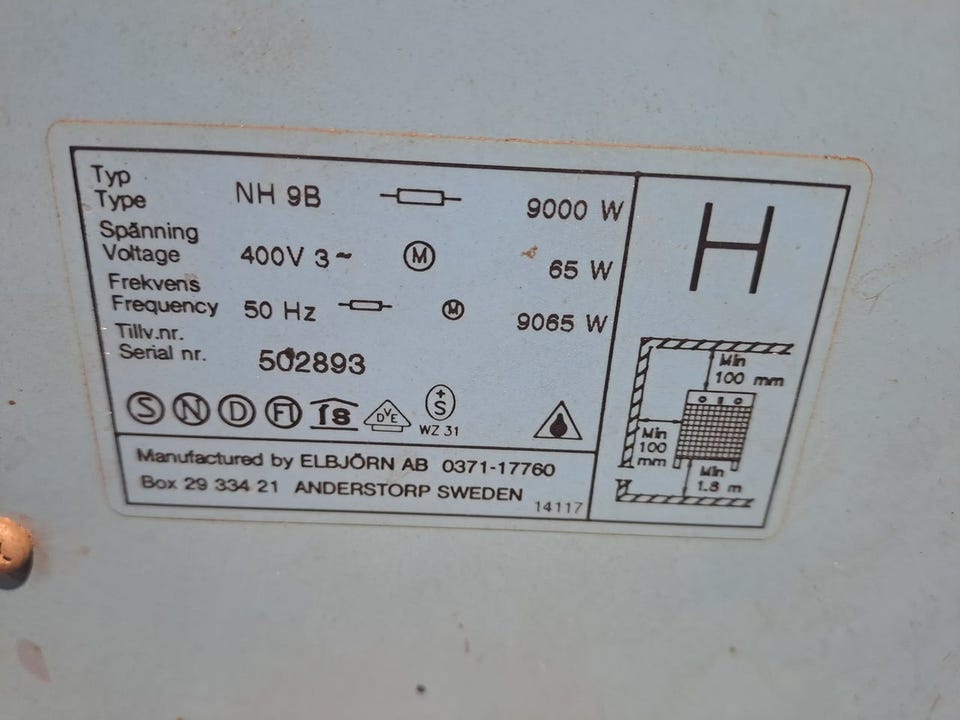 Typ
Type NH 9B 9000 W
Spänning
Voltage 400V 3~ M 65 W
Frekvens
Frequency 50 Hz M 9065 W
Tillv.nr.
Serial nr. 502893
S N D FI IS DVE +S
WZ 31
Manufactured by ELBJÖRN AB 0371-17760
Box 29 334 21 ANDERSTORP SWEDEN
14117
H
Min
100 mm
Min
100
mm
Min
1.8 m